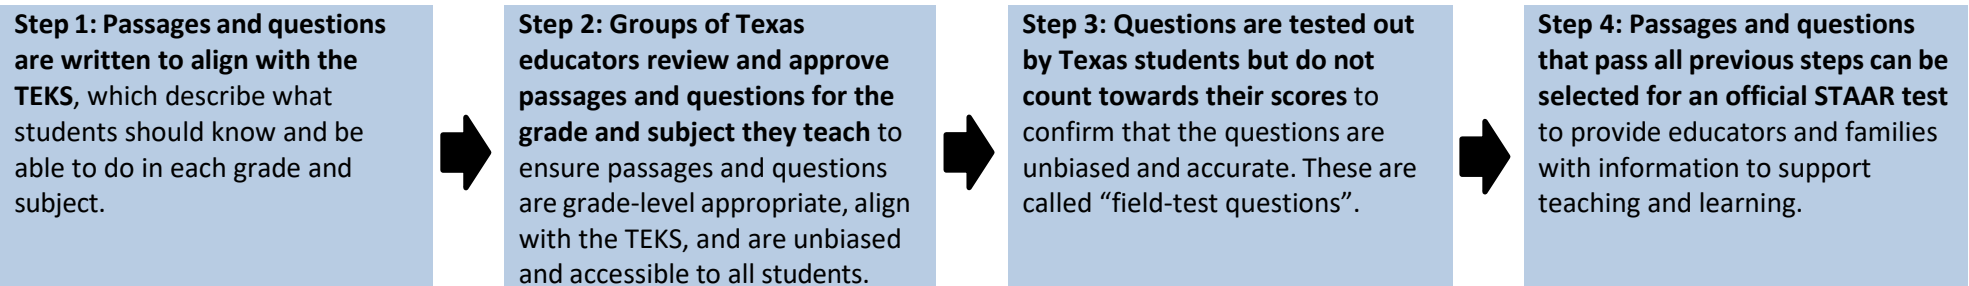 Step 1: Passages and questions
are written to align with the
TEKS, which describe what
students should know and be
able to do in each grade and
subject.
Step 2: Groups of Texas
educators review and approve
passages and questions for the
grade and subject they teach to
ensure passages and questions
are grade-level appropriate, align
with the TEKS, and are unbiased
and accessible to all students.
Step 3: Questions are tested out
by Texas students but do not
count towards their scores to
confirm that the questions are
unbiased and accurate. These are
called “field-test questions”.
Step 4: Passages and questions
that pass all previous steps can be
selected for an official STAAR test
to provide educators and families
with information to support
teaching and learning.